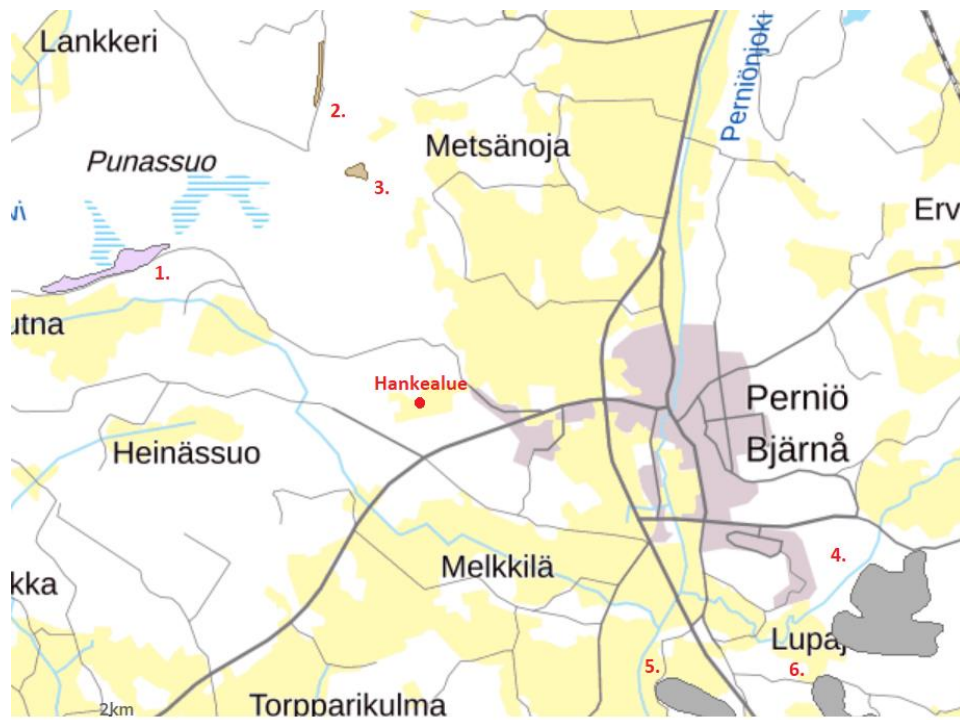 Lankkeri
Perniönjoki
2.
Metsänoja
Punassuo
3.
Erv
1.
utna
Hankealue
Perniö
Bjärnå
Heinässuo
4.
Melkkilä
kka
Lupaj
5.
6.
Torpparikulma
2km